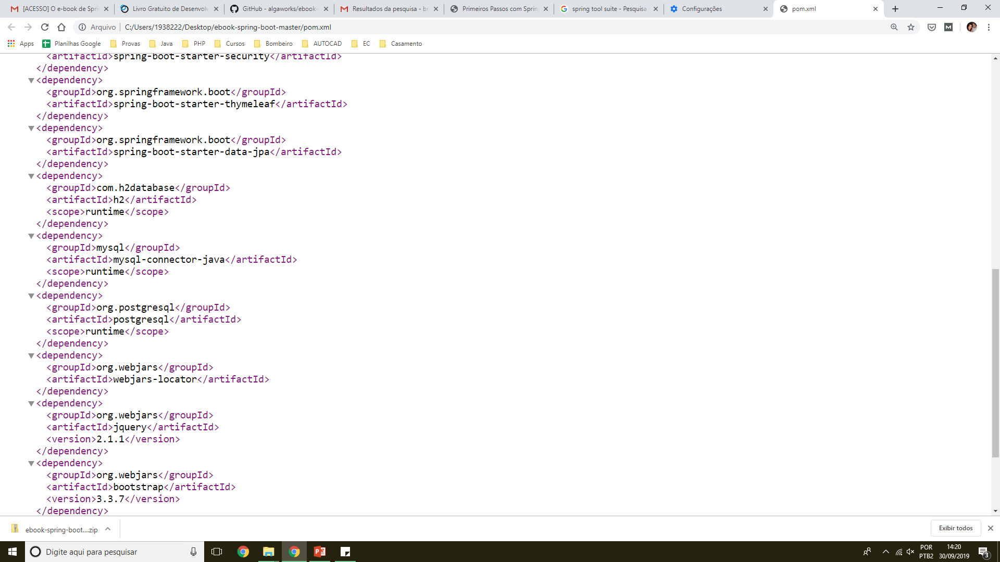 [ACESSO] O e-book de Spri
Livro Gratuito de Desenvolv
GitHub - algaworks/ebook-s
Resultados da pesquisa - br
Primeiros Passos com Sprin
spring tool suite - Pesquisa
Configurações
pom.xml
Arquivo
C:/Users/1938222/Desktop/ebook-spring-boot-master/pom.xml
M
Apps
Planilhas Google
Provas
Java
PHP
Cursos
Bombeiro
AUTOCAD
EC
Casamento
<artifactId>spring-boot-starter-security</artifactId>
</dependency>
<dependency>
<groupId>org.springframework.boot</groupId>
<artifactId>spring-boot-starter-thymeleaf</artifactId>
</dependency>
<dependency>
<groupId>org.springframework.boot</groupId>
<artifactId>spring-boot-starter-data-jpa</artifactId>
</dependency>
<dependency>
<groupId>com.h2database</groupId>
<artifactId>h2</artifactId>
<scope>runtime</scope>
</dependency>
<dependency>
<groupId>mysql</groupId>
<artifactId>mysql-connector-java</artifactId>
<scope>runtime</scope>
</dependency>
<dependency>
<groupId>org.postgresql</groupId>
<artifactId>postgresql</artifactId>
<scope>runtime</scope>
</dependency>
<dependency>
<groupId>org.webjars</groupId>
<artifactId>webjars-locator</artifactId>
</dependency>
<dependency>
<groupId>org.webjars</groupId>
<artifactId>jquery</artifactId>
<version>2.1.1</version>
</dependency>
<dependency>
<groupId>org.webjars</groupId>
<artifactId>bootstrap</artifactId>
<version>3.3.7</version>
</dependency>
ebook-spring-boot....zip
Exibir todos
Digite aqui para pesquisar
POR
PTB2
14:20
30/09/2019
3